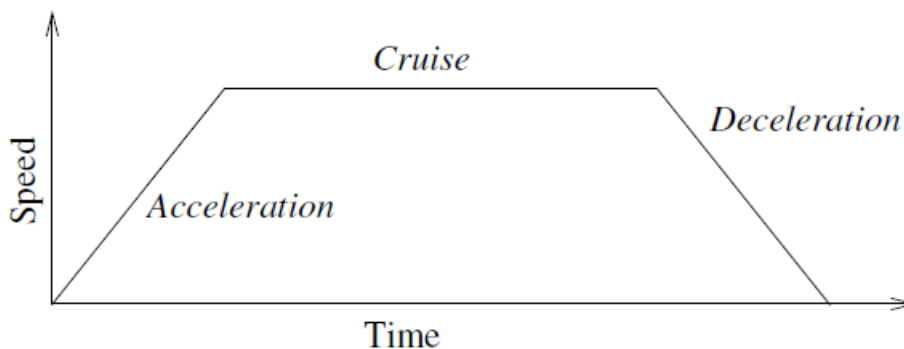 Cruise
Deceleration
Speed
Acceleration
Time